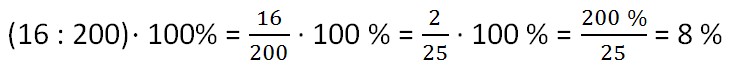 (16 : 200)· 100% = 16/200 · 100 % = 2/25 · 100 % = 200 %/25 = 8 %